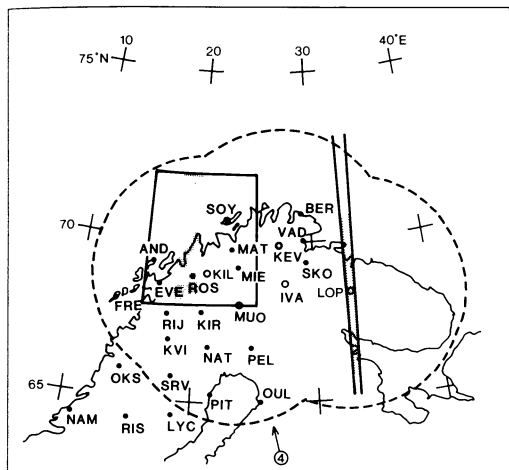 10
20
30
40°E
75°N
70
SOY
BER
VAD
AND
MAT
KEV
ROS
KIL
MIE
SKO
EVE
IVA
LOP
FRE
RIJ
KIR
MUO
KVI
NAT
PEL
65
OKS
SRV
PIT
OUL
NAM
RIS
LYC
4